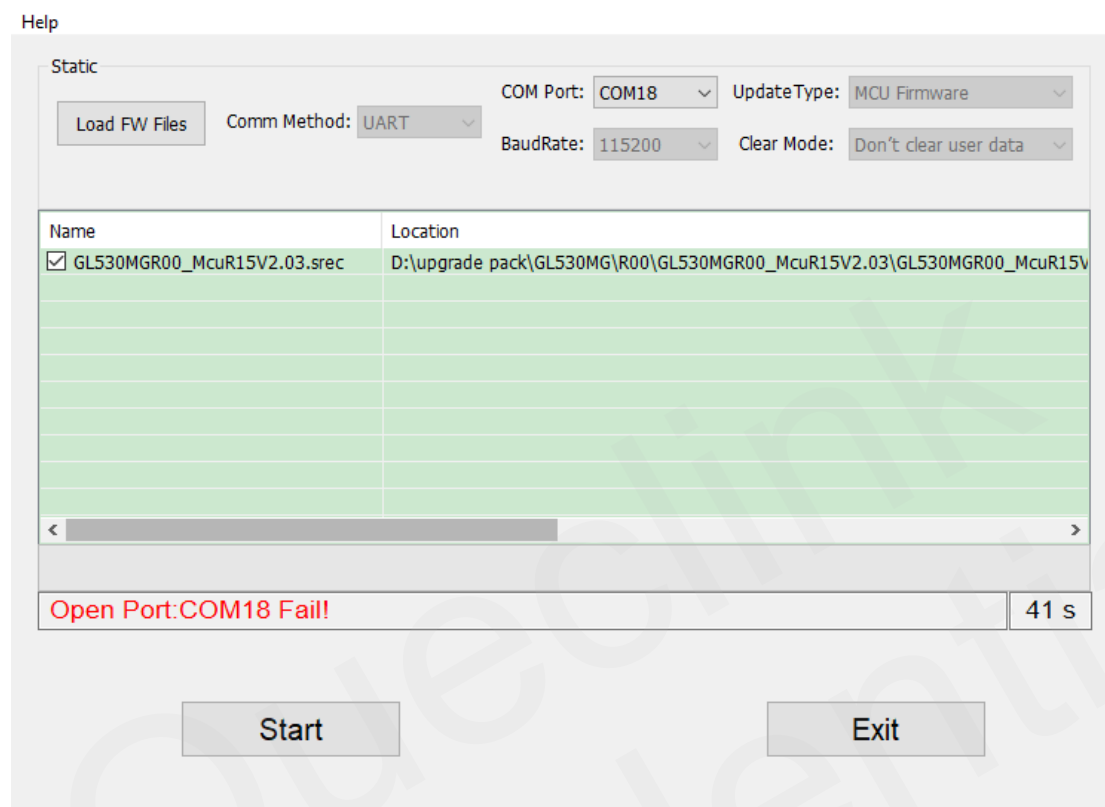 Help
Static
Load FW Files
Comm Method: UART
COM Port: COM18
UpdateType: MCU Firmware
BaudRate: 115200
Clear Mode: Don't clear user data
Name Location
GL530MGR00_McuR15V2.03.srec D:\upgrade pack\GL530MG\R00\GL530MGR00_McuR15V2.03\GL530MGR00_McuR15V
Open Port:COM18 Fail! 41 s
Start Exit
Queclink